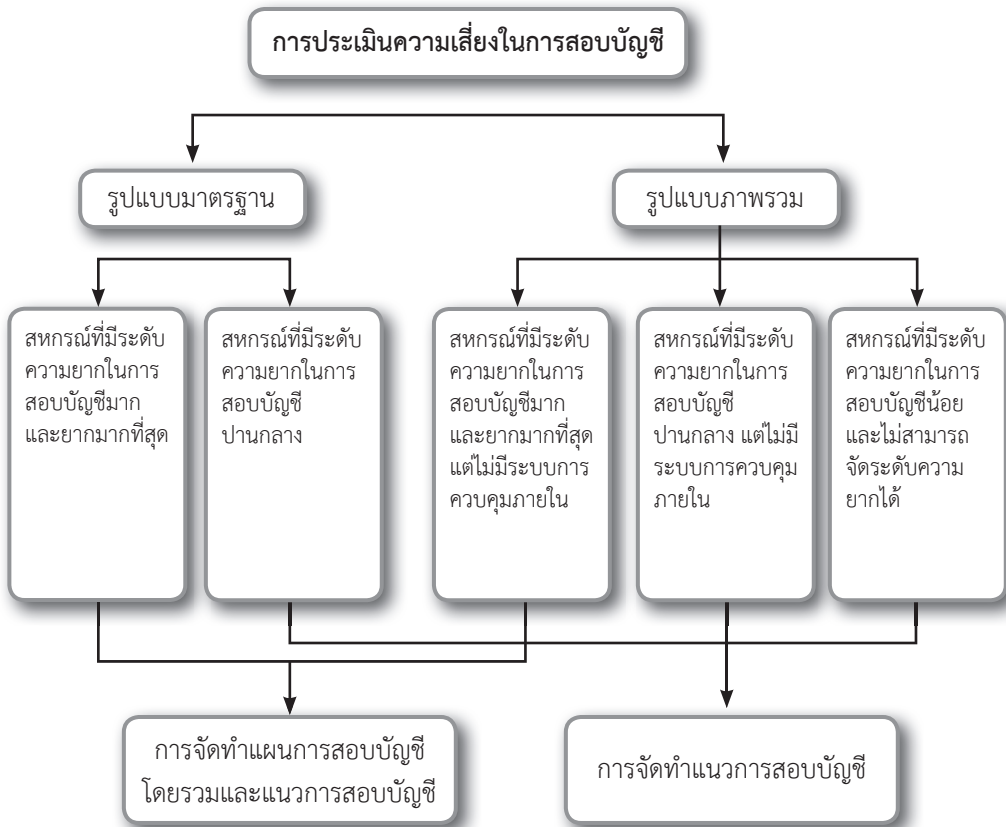 การประเมินความเสี่ยงในการสอบบัญชี
รูปแบบมาตรฐาน
รูปแบบภาพรวม
สหกรณ์ที่มีระดับ
ความยากในการ
สอบบัญชีมาก
และยากมากที่สุด
สหกรณ์ที่มีระดับ
ความยากในการ
สอบบัญชี
ปานกลาง
สหกรณ์ที่มีระดับ
ความยากในการ
สอบบัญชีมาก
และยากมากที่สุด
แต่ไม่มีระบบการ
ควบคุมภายใน
สหกรณ์ที่มีระดับ
ความยากในการ
สอบบัญชี
ปานกลาง แต่ไม่มี
ระบบการควบคุม
ภายใน
สหกรณ์ที่มีระดับ
ความยากในการ
สอบบัญชีน้อย
และไม่สามารถ
จัดระดับความ
ยากได้
การจัดทำแผนการสอบบัญชี
โดยรวมและแนวการสอบบัญชี
การจัดทำแนวการสอบบัญชี